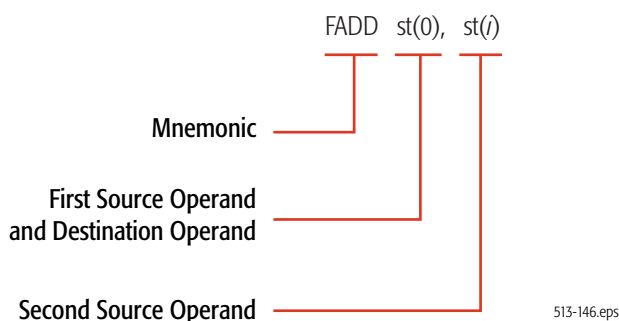 FADD st(0), st(i)
Mnemonic
First Source Operand
and Destination Operand
Second Source Operand
513-146.eps